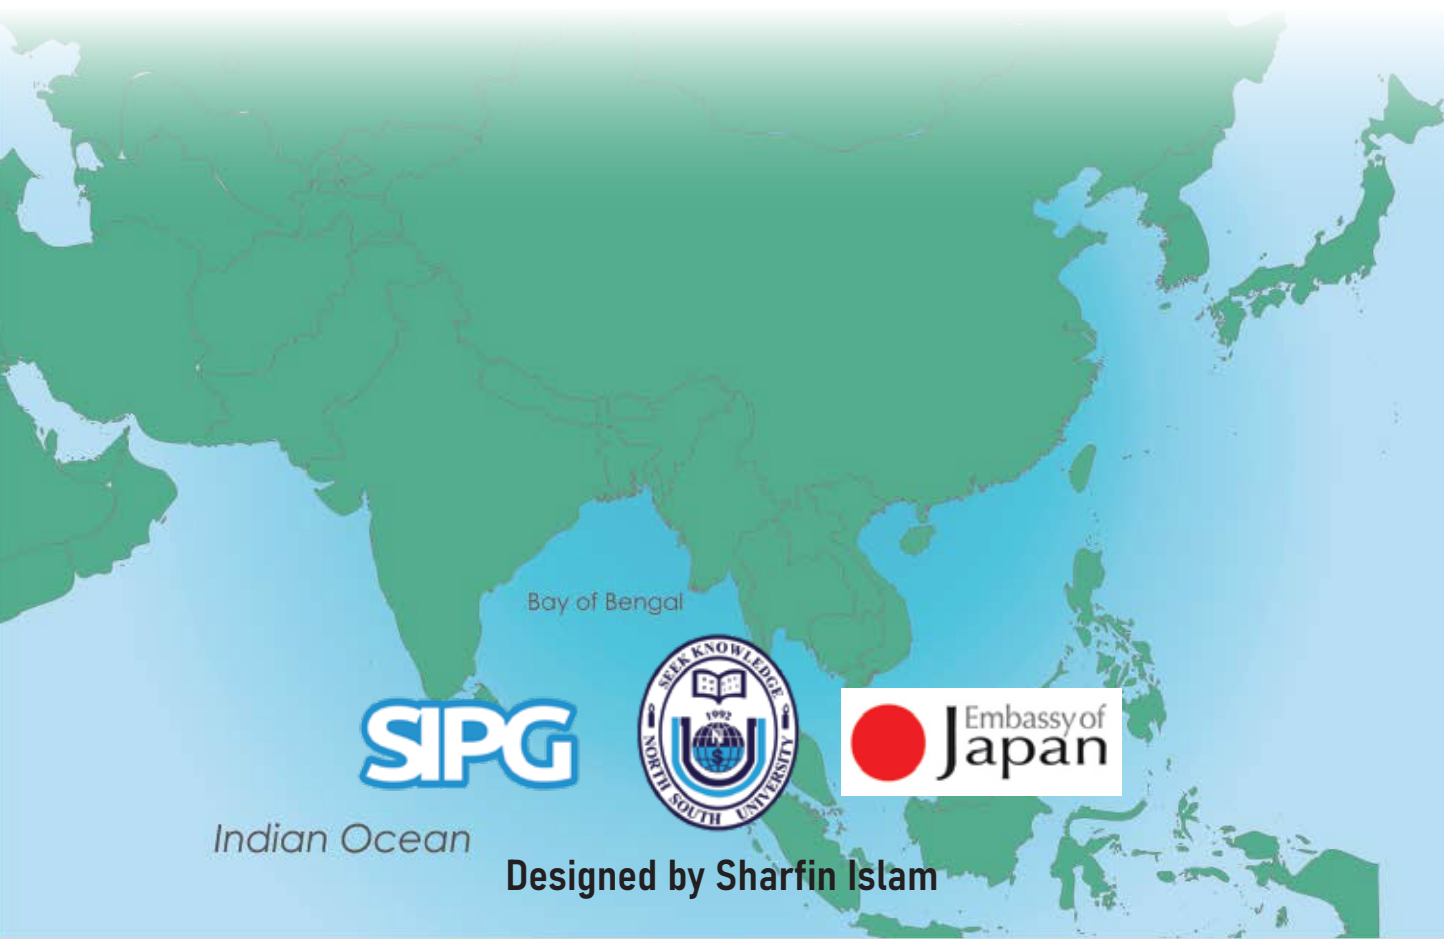 Bay of Bengal
SEEK KNOWLEDGE
1992
N
S
NORTH SOUTH UNIVERSITY
SIPG
Embassy of
Japan
Indian Ocean
Designed by Sharfin Islam